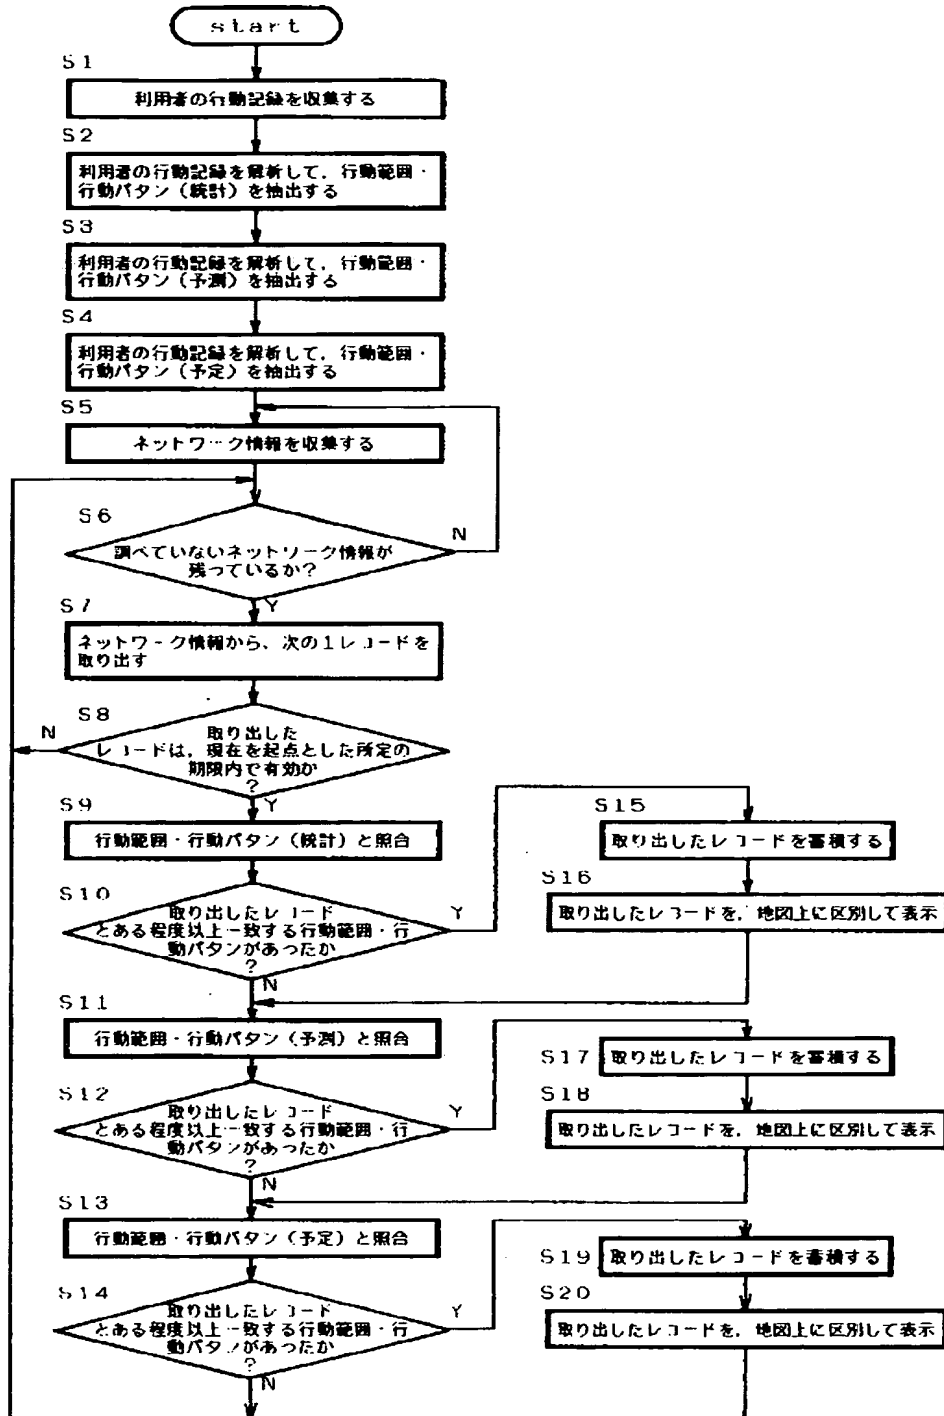 start
S1
利用者の行動記録を収集する
S2
利用者の行動記録を解析して，行動範囲・
行動パタン（統計）を抽出する
S3
利用者の行動記録を解析して，行動範囲・
行動パタン（予測）を抽出する
S4
利用者の行動記録を解析して，行動範囲・
行動パタン（予定）を抽出する
S5
ネットワーク情報を収集する
S6
調べていないネットワーク情報が
残っているか？
N
Y
S7
ネットワーク情報から、次の１レコードを
取り出す
S8
取り出した
レコードは，現在を起点とした所定の
期限内で有効か
？
N
Y
S9
行動範囲・行動パタン（統計）と照合
S10
取り出したレコード
とある程度以上一致する行動範囲・行
動パタンがあったか
？
Y
N
S15
取り出したレコードを蓄積する
S16
取り出したレコードを，地図上に区別して表示
S11
行動範囲・行動パタン（予測）と照合
S12
取り出したレコード
とある程度以上一致する行動範囲・行
動パタンがあったか
？
Y
N
S17
取り出したレコードを蓄積する
S18
取り出したレコードを，地図上に区別して表示
S13
行動範囲・行動パタン（予定）と照合
S14
取り出したレコード
とある程度以上一致する行動範囲・行
動パタンがあったか
？
Y
N
S19
取り出したレコードを蓄積する
S20
取り出したレコードを，地図上に区別して表示